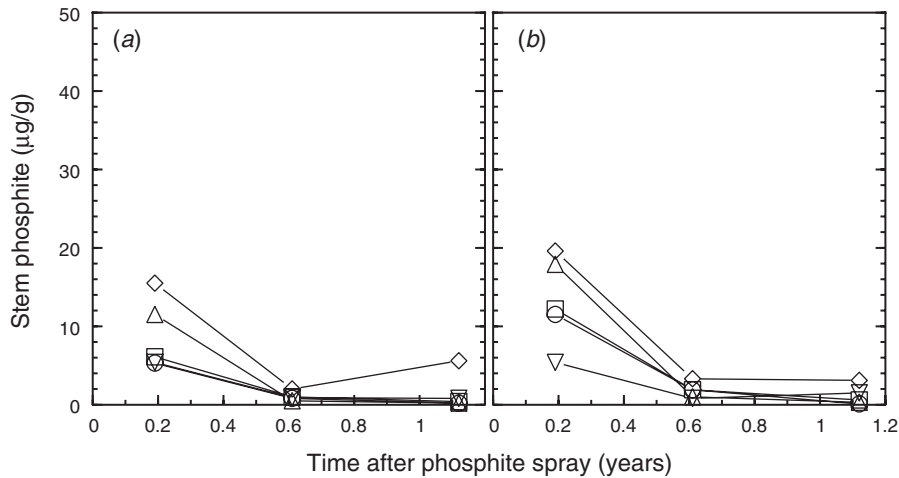 50
40
30
20
10
0
Stem phosphite (µg/g)
(a)
(b)
0 0.2 0.4 0.6 0.8 1 0 0.2 0.4 0.6 0.8 1 1.2
Time after phosphite spray (years)